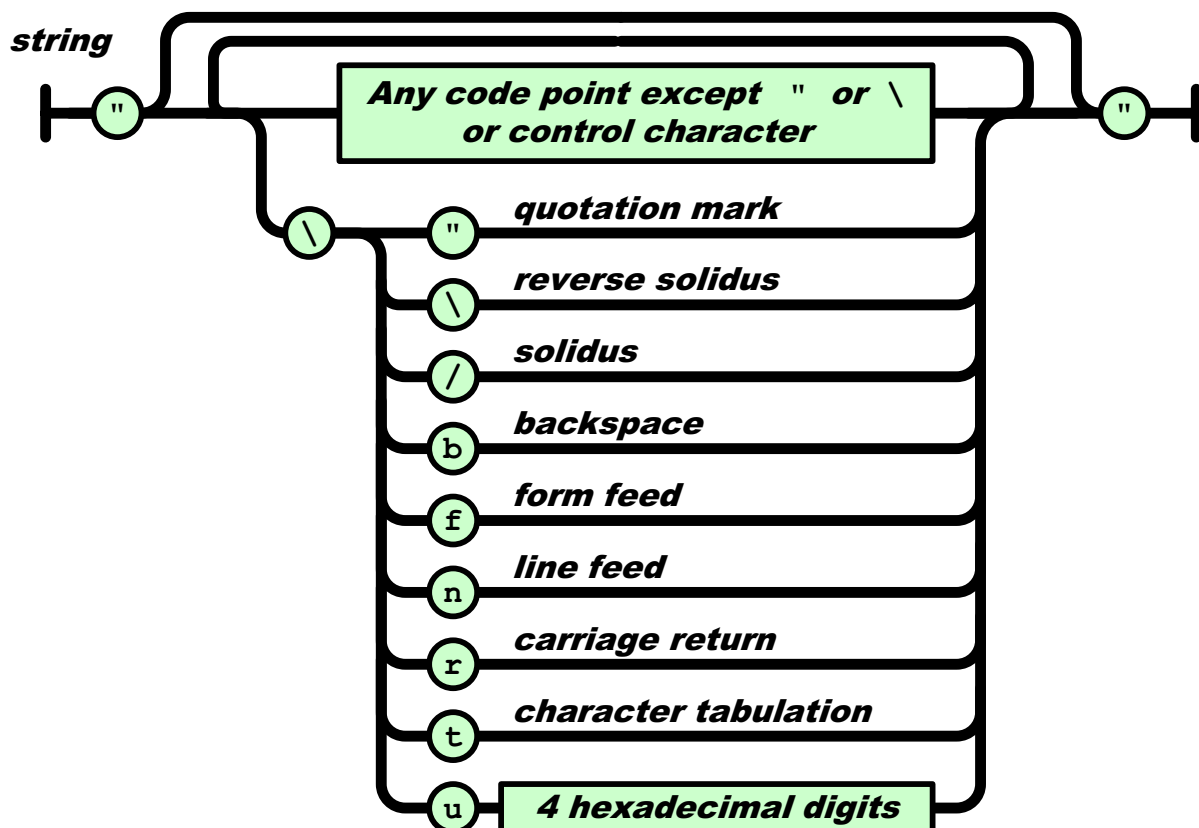 string
" Any code point except " or \ "
or control character
\ " quotation mark
\ reverse solidus
/ solidus
b backspace
f form feed
n line feed
r carriage return
t character tabulation
u 4 hexadecimal digits